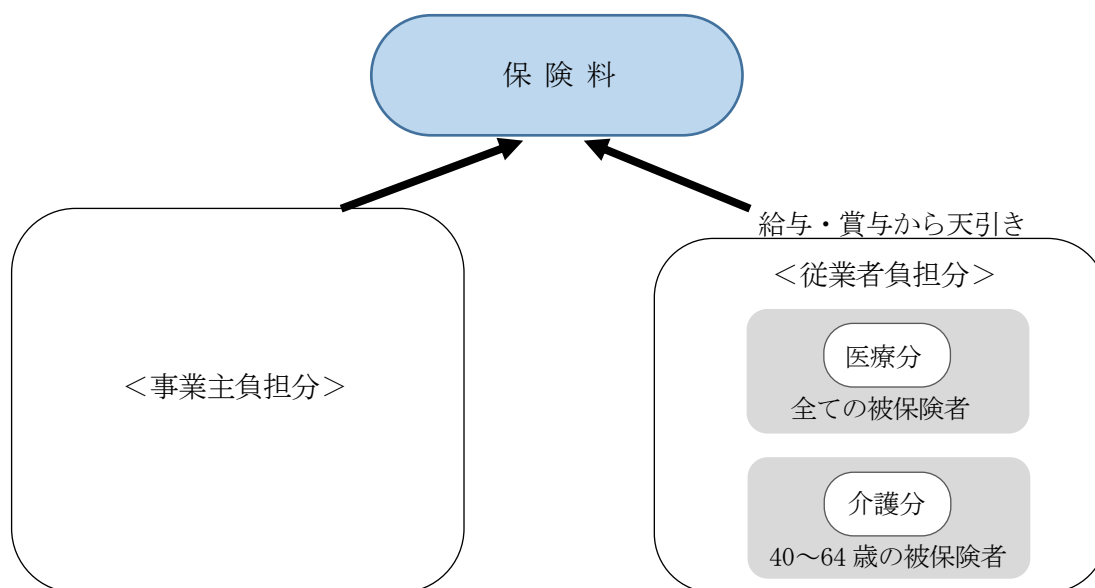 保 険 料
給与・賞与から天引き
＜事業主負担分＞
＜従業者負担分＞
医療分
全ての被保険者
介護分
40～64 歳の被保険者